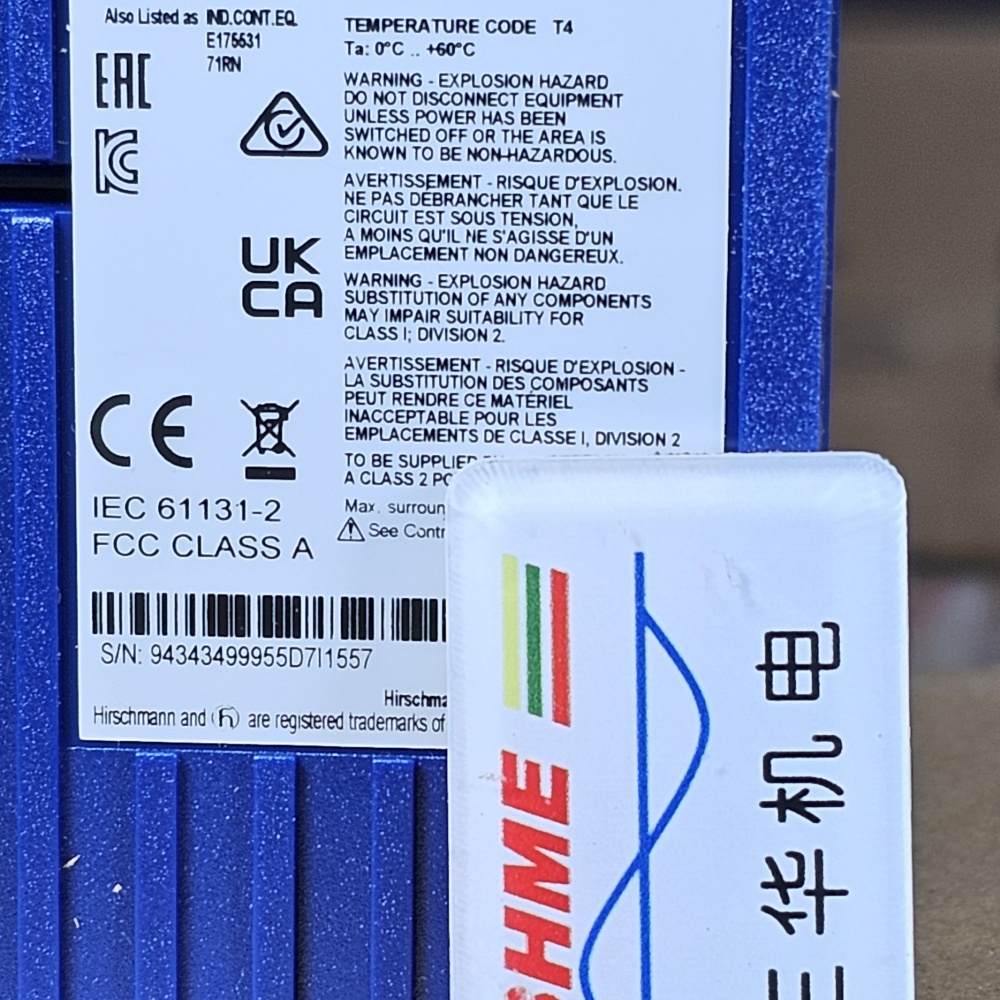 Also Listed as IND.CONT.EQ.
E175531
71RN
EAC
UK
CA
CE
IEC 61131-2
FCC CLASS A
TEMPERATURE CODE T4
Ta: 0°C .. +60°C
WARNING - EXPLOSION HAZARD
DO NOT DISCONNECT EQUIPMENT
UNLESS POWER HAS BEEN
SWITCHED OFF OR THE AREA IS
KNOWN TO BE NON-HAZARDOUS.
AVERTISSEMENT - RISQUE D'EXPLOSION.
NE PAS DEBRANCHER TANT QUE LE
CIRCUIT EST SOUS TENSION,
A MOINS QU'IL NE S'AGISSE D'UN
EMPLACEMENT NON DANGEREUX.
WARNING - EXPLOSION HAZARD
SUBSTITUTION OF ANY COMPONENTS
MAY IMPAIR SUITABILITY FOR
CLASS I; DIVISION 2.
AVERTISSEMENT - RISQUE D'EXPLOSION -
LA SUBSTITUTION DES COMPOSANTS
PEUT RENDRE CE MATÉRIEL
INACCEPTABLE POUR LES
EMPLACEMENTS DE CLASSE I, DIVISION 2
TO BE SUPPLIED
A CLASS 2
Max. surroun
See Contr
S/N: 94343499955D7I1557
Hirschma
Hirschmann and h are registered trademarks of
HME
华机电